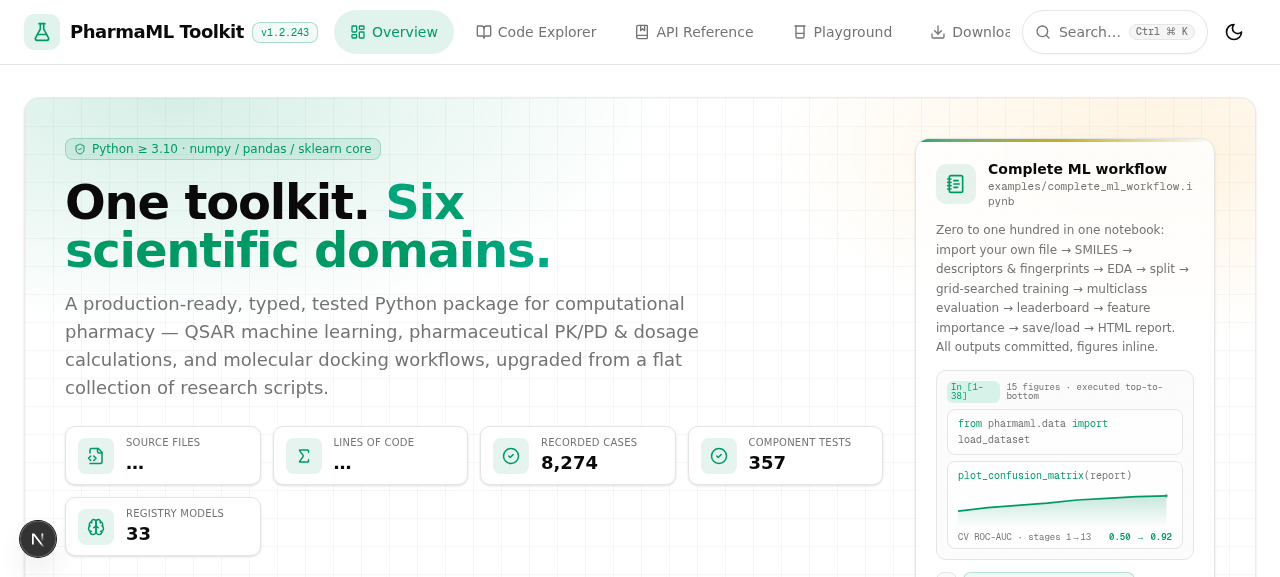 PharmaML Toolkit
v1.2.243
Overview
Code Explorer
API Reference
Playground
Downloa
Search...
Ctrl ⌘ K
Python ≥ 3.10 · numpy / pandas / sklearn core
One toolkit. Six
scientific domains.
A production-ready, typed, tested Python package for computational
pharmacy — QSAR machine learning, pharmaceutical PK/PD & dosage
calculations, and molecular docking workflows, upgraded from a flat
collection of research scripts.
SOURCE FILES
…
LINES OF CODE
…
RECORDED CASES
8,274
COMPONENT TESTS
357
REGISTRY MODELS
33
Complete ML workflow
examples/complete_ml_workflow.i
pynb
Zero to one hundred in one notebook:
import your own file → SMILES →
descriptors & fingerprints → EDA → split →
grid-searched training → multiclass
evaluation → leaderboard → feature
importance → save/load → HTML report.
All outputs committed, figures inline.
In [1-
38]
15 figures · executed top-to-
bottom
from pharmaml.data import
load_dataset
plot_confusion_matrix(report)
CV ROC-AUC · stages 1→13
0.50 → 0.92
N